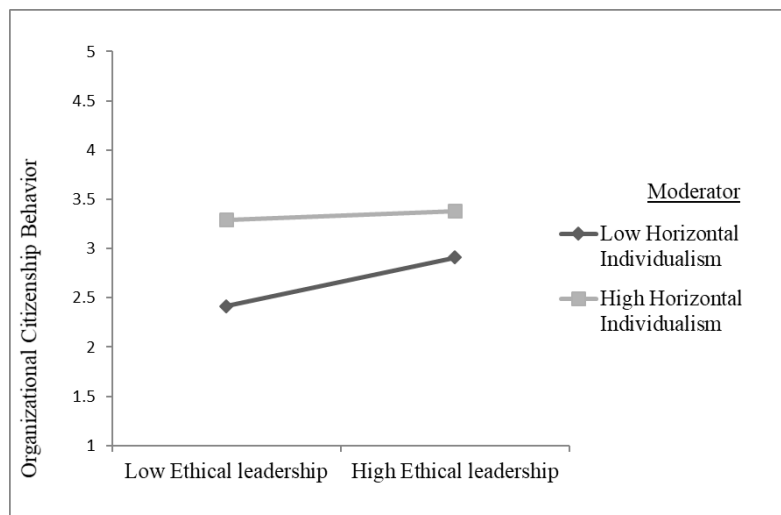 Organizational Citizenship Behavior
5
4.5
4
3.5
3
2.5
2
1.5
1
Low Ethical leadership
High Ethical leadership
Moderator
Low Horizontal
Individualism
High Horizontal
Individualism